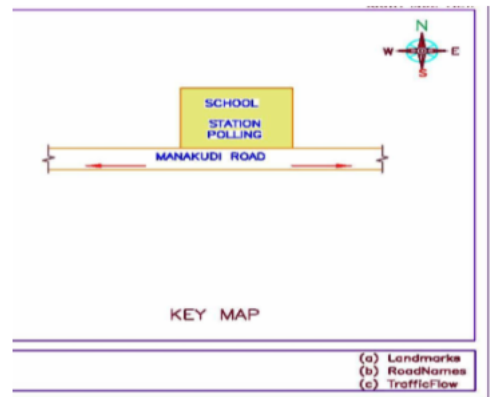 N
W E
S
SCHOOL
STATION
POLLING
MANAKUDI ROAD
KEY MAP
(a) Landmarks
(b) RoadNames
(c) TrafficFlow